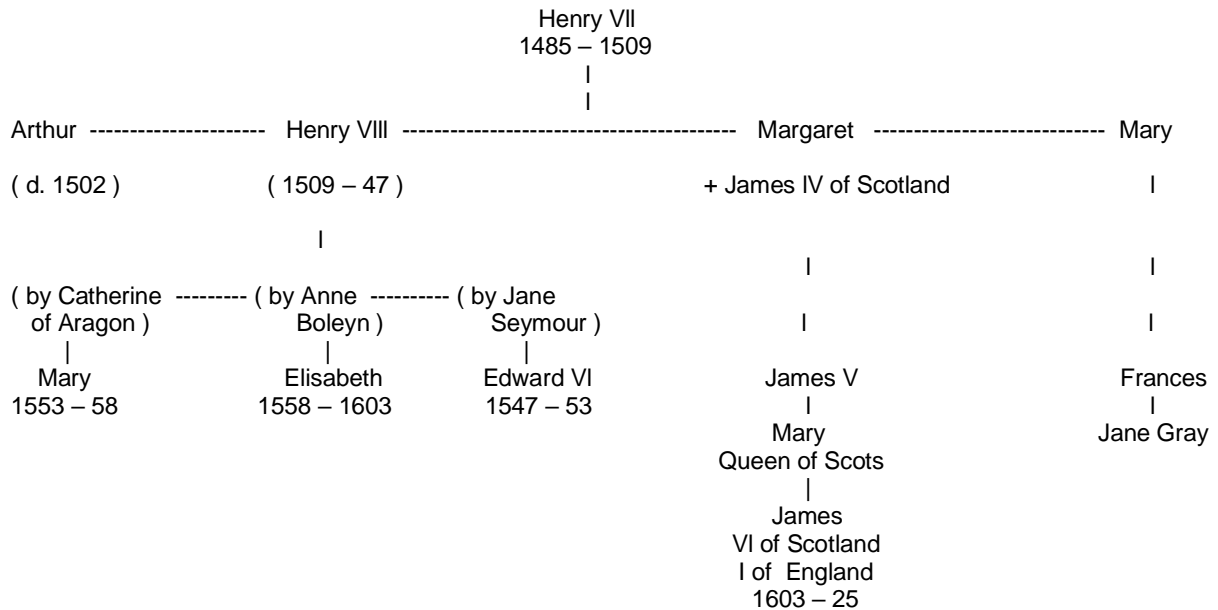 Henry VII
1485 – 1509
Arthur ---------------------- Henry VIII ------------------------------------------ Margaret ----------------------------- Mary
( d. 1502 ) ( 1509 – 47 ) + James IV of Scotland
( by Catherine --------- ( by Anne ---------- ( by Jane
of Aragon ) Boleyn ) Seymour )
Mary Elisabeth Edward VI James V Frances
1553 – 58 1558 – 1603 1547 – 53
Mary Jane Gray
Queen of Scots
James
VI of Scotland
I of England
1603 – 25